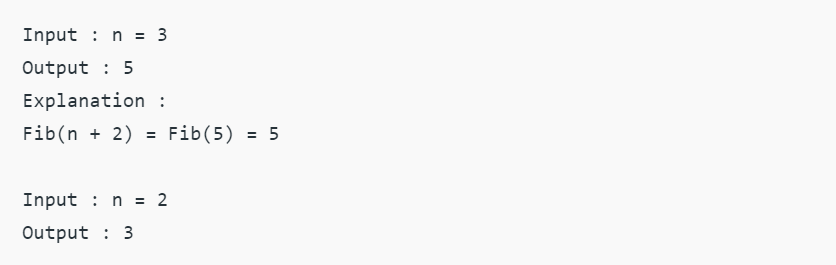 Input : n = 3
Output : 5
Explanation :
Fib(n + 2) = Fib(5) = 5
Input : n = 2
Output : 3